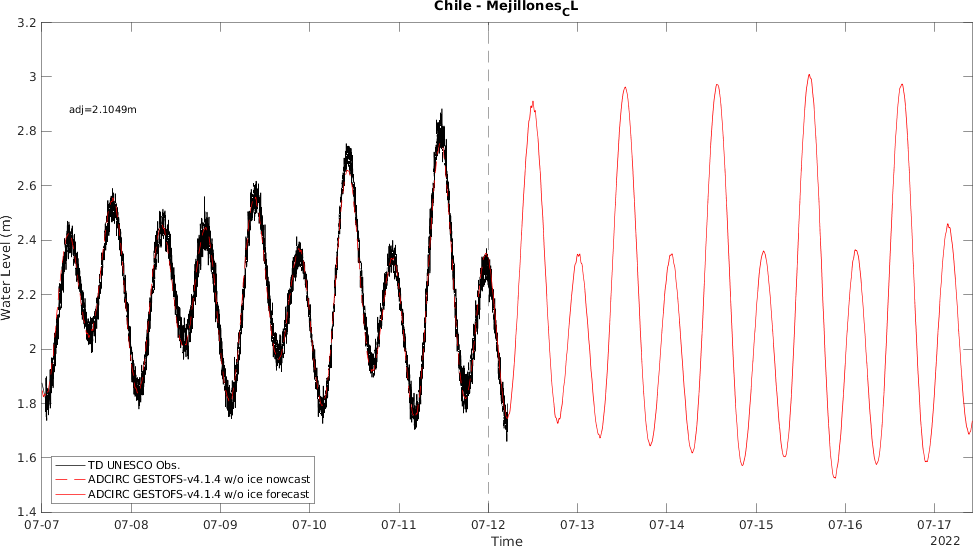 Chile - Mejillones_CL
3.2
3
2.8
2.6
2.4
2.2
2
1.8
1.6
1.4
Water Level (m)
adj=2.1049m
TD UNESCO Obs.
ADCIRC GESTOFS-v4.1.4 w/o ice nowcast
ADCIRC GESTOFS-v4.1.4 w/o ice forecast
07-07 07-08 07-09 07-10 07-11 07-12 07-13 07-14 07-15 07-16 07-17
Time
2022